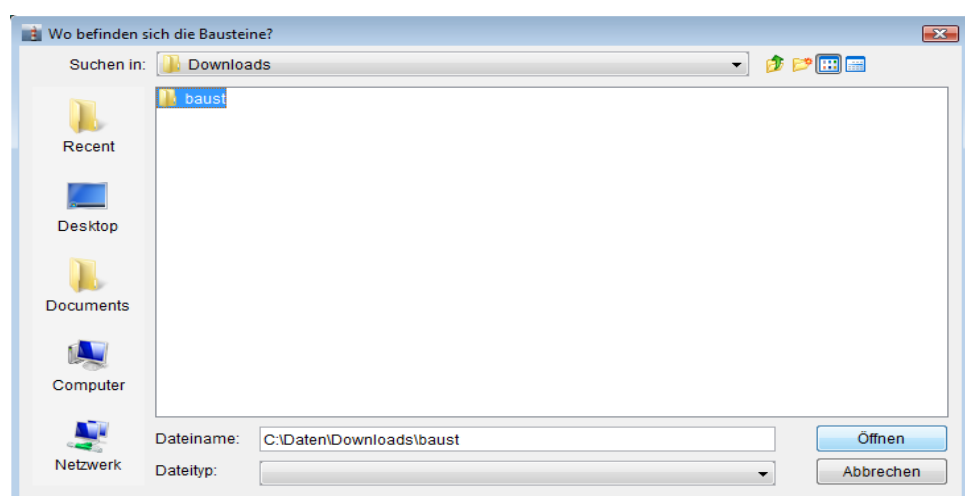 Wo befinden sich die Bausteine?
Suchen in: Downloads
baust
Recent
Desktop
Documents
Computer
Netzwerk
Dateiname: C:\Daten\Downloads\baust Öffnen
Dateityp: Abbrechen